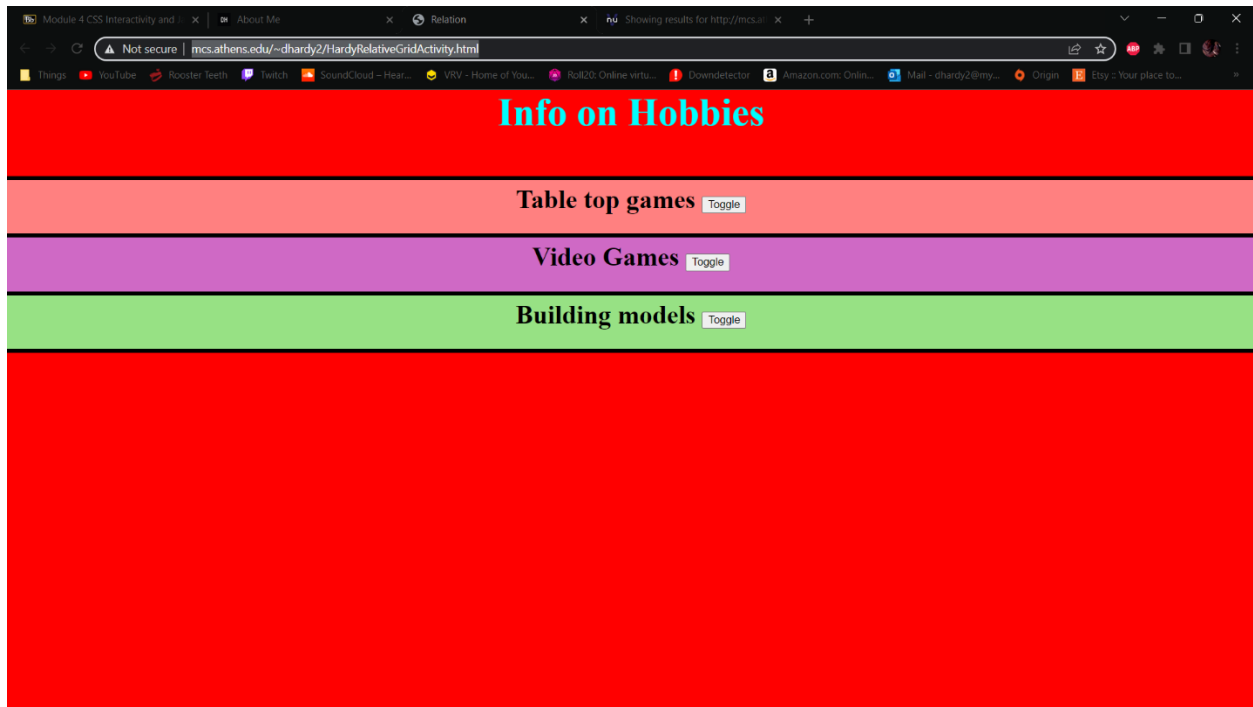 Module 4 CSS Interactivity and J
DH About Me
Relation
nu Showing results for http://mcs.at
Not secure | mcs.athens.edu/~dhardy2/HardyRelativeGridActivity.html
Things YouTube Rooster Teeth Twitch SoundCloud – Hear... VRV - Home of You... Roll20: Online virtu... Downdetector a Amazon.com: Onlin... Mail - dhardy2@my... Origin E Etsy :: Your place to... »
ABP
Info on Hobbies
Table top games Toggle
Video Games Toggle
Building models Toggle